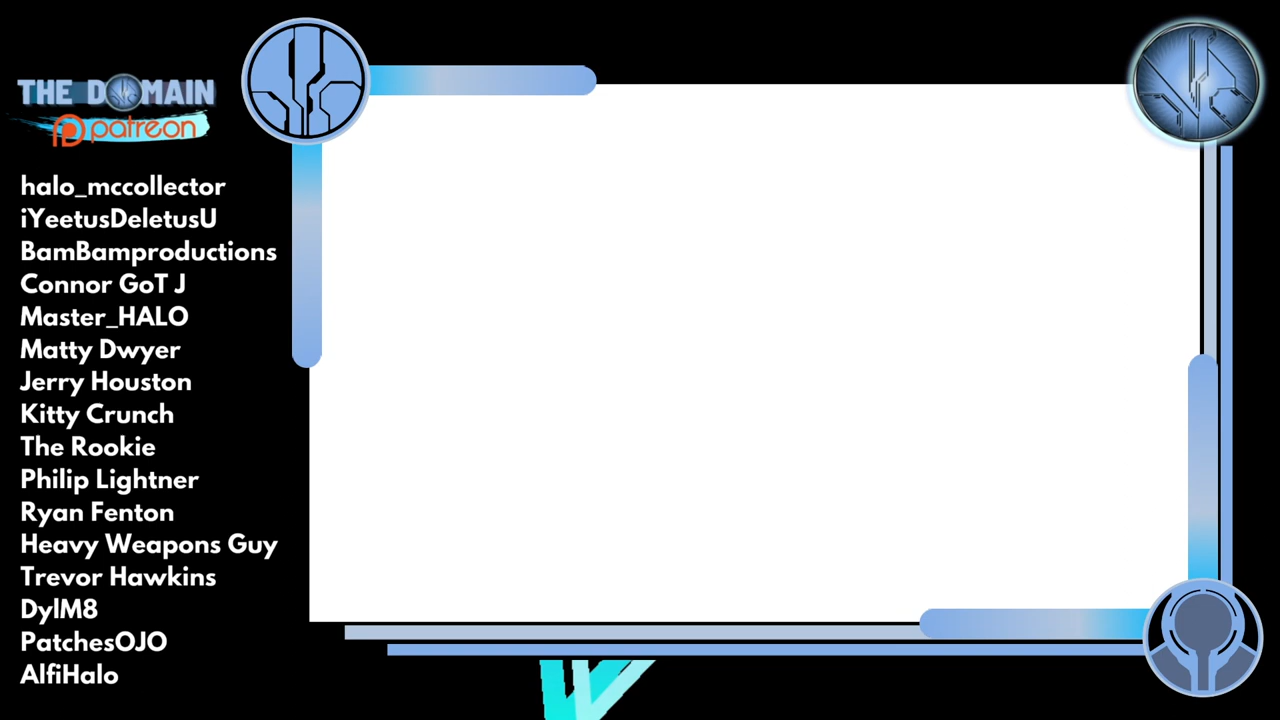 THE DOMAIN
patreon
halo_mccollector
iYeetusDeletusU
BamBamproductions
Connor GoT J
Master_HALO
Matty Dwyer
Jerry Houston
Kitty Crunch
The Rookie
Philip Lightner
Ryan Fenton
Heavy Weapons Guy
Trevor Hawkins
DylM8
PatchesOJO
AlfiHalo